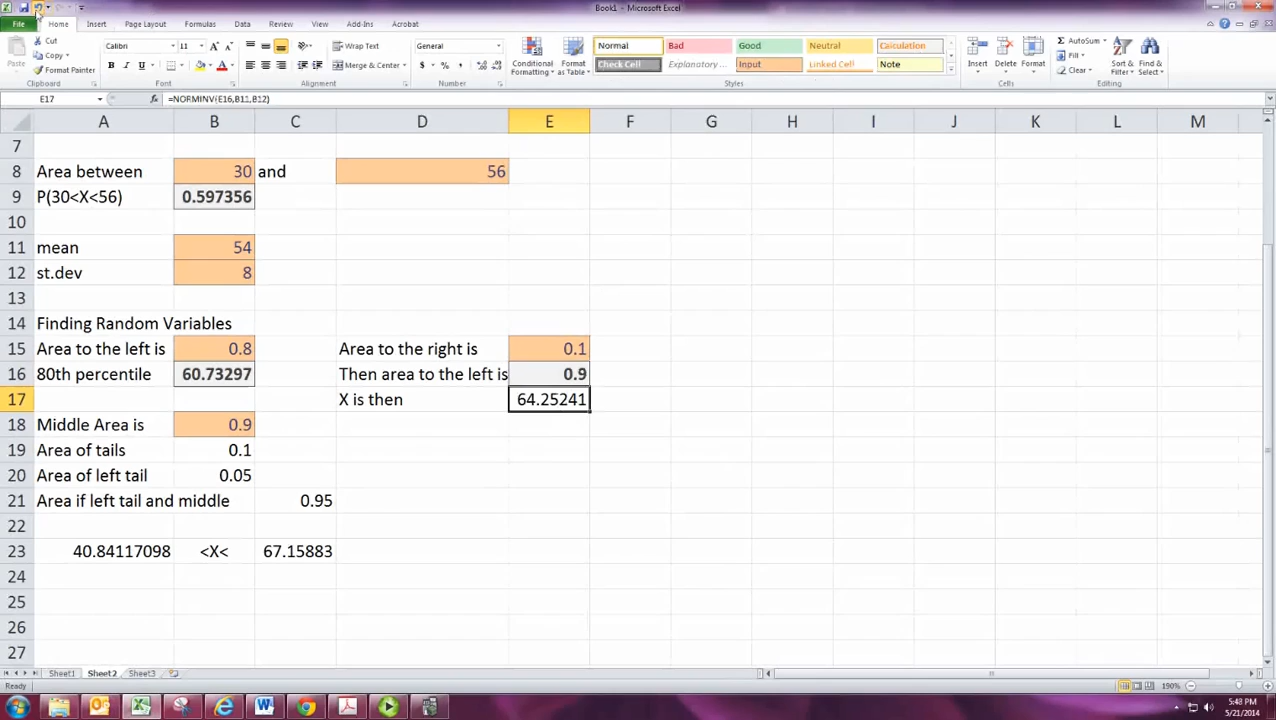 Book1 - Microsoft Excel
File Home Insert Page Layout Formulas Data Review View Add-Ins Acrobat
Paste
Cut
Copy
Format Painter
Clipboard
Calibri 11
B I U
Font
Wrap Text
Merge & Center
Alignment
General
$ % ,
Number
Conditional Formatting
Format as Table
Normal Bad Good Neutral Calculation
Check Cell Explanatory ... Input Linked Cell Note
Styles
Insert Delete Format
Cells
AutoSum
Fill
Clear
Sort & Filter
Find & Select
Editing
E17 fx =NORMINV(E16,B11,B12)
A B C D E F G H I J K L M
7
8 Area between 30 and 56
9 P(30<X<56) 0.597356
10
11 mean 54
12 st.dev 8
13
14 Finding Random Variables
15 Area to the left is 0.8 Area to the right is 0.1
16 80th percentile 60.73297 Then area to the left is 0.9
17 X is then 64.25241
18 Middle Area is 0.9
19 Area of tails 0.1
20 Area of left tail 0.05
21 Area if left tail and middle 0.95
22
23 40.84117098 <X< 67.15883
24
25
26
27
Sheet1 Sheet2 Sheet3
Ready 190%
5:48 PM
5/21/2014